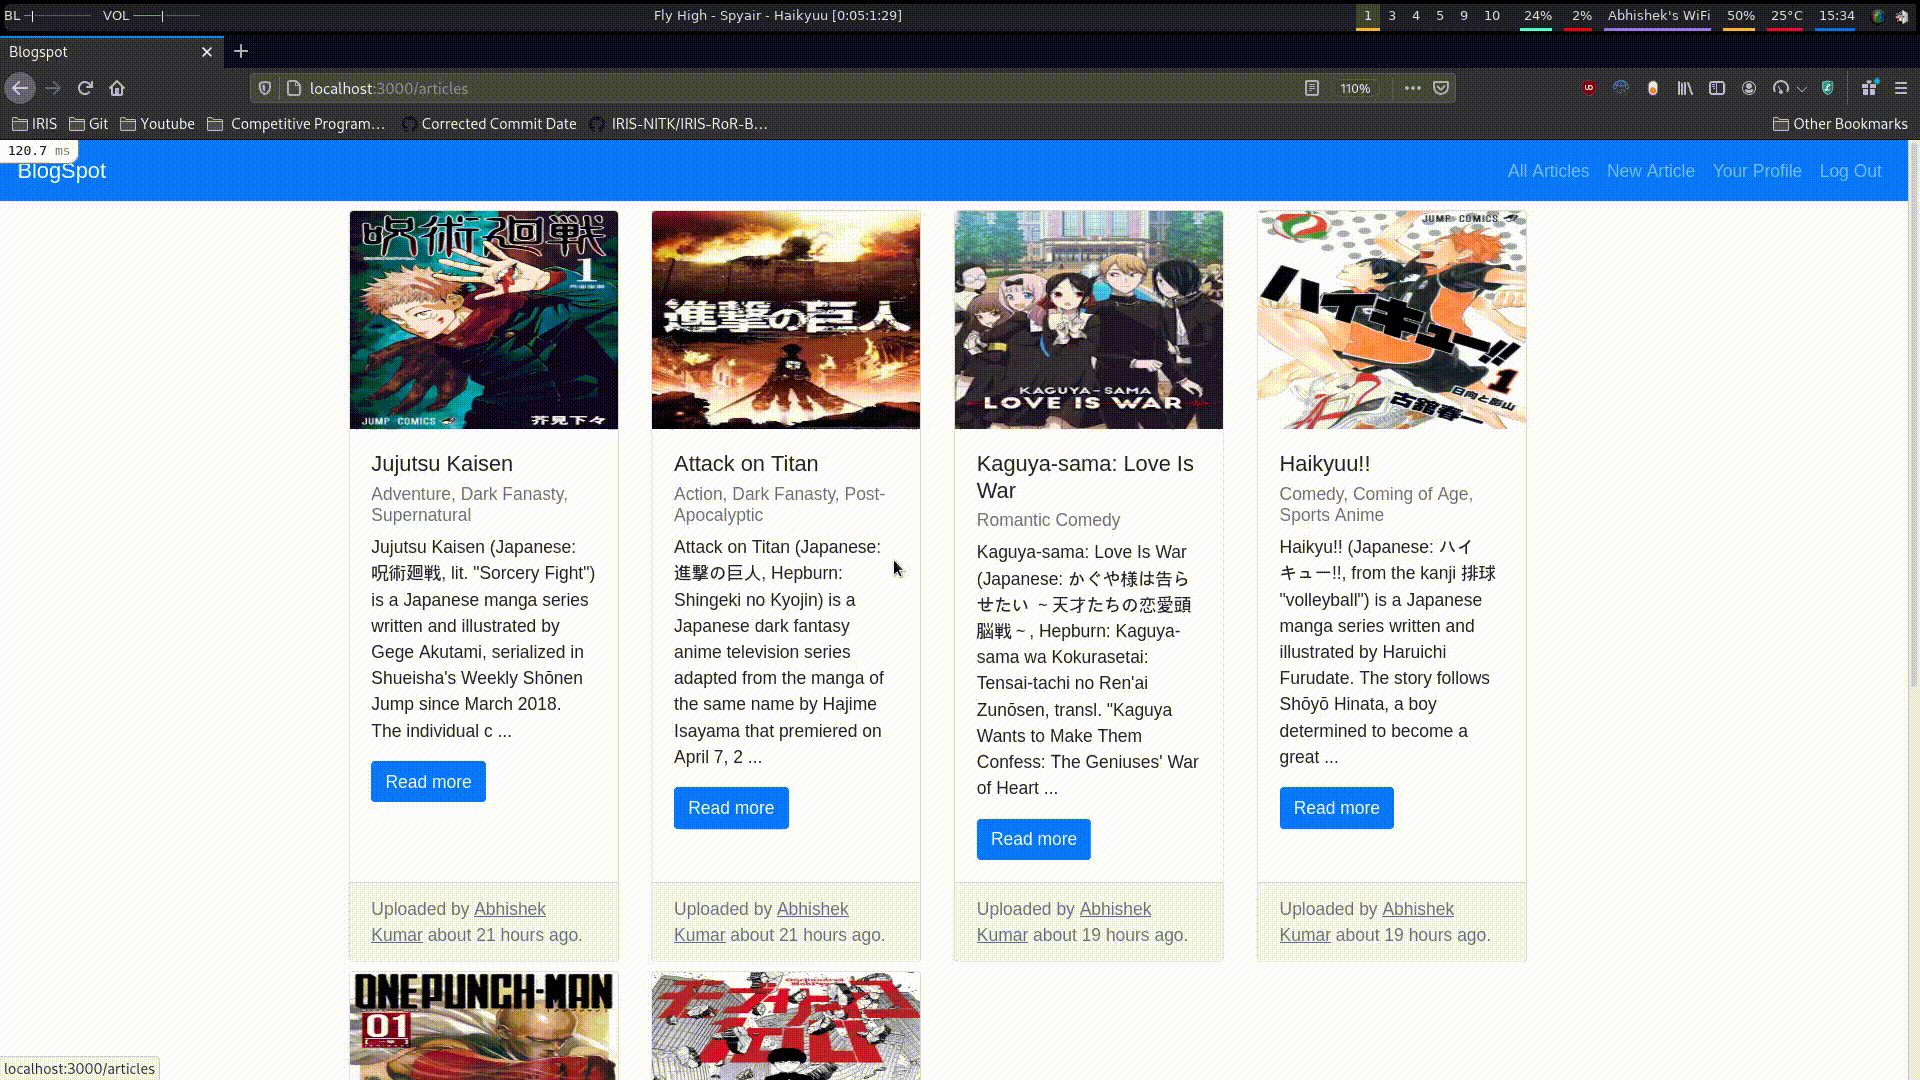 BL
VOL
Fly High - Spyair - Haikyuu [0:05:1:29]
1 3 4 5 9 10 24% 2% Abhishek's WiFi 50% 25°C 15:34
Blogspot
localhost:3000/articles
110%
IRIS
Git
Youtube
Competitive Program...
Corrected Commit Date
IRIS-NITK/IRIS-RoR-B...
Other Bookmarks
120.7 ms
BlogSpot
All Articles
New Article
Your Profile
Log Out
呪術廻戦
1
JUMP COMICS
芥見下々
Jujutsu Kaisen
Adventure, Dark Fanasty,
Supernatural
Jujutsu Kaisen (Japanese:
呪術廻戦, lit. "Sorcery Fight")
is a Japanese manga series
written and illustrated by
Gege Akutami, serialized in
Shueisha's Weekly Shōnen
Jump since March 2018.
The individual c ...
Read more
Uploaded by Abhishek
Kumar about 21 hours ago.
進撃の巨人
Attack on Titan
Action, Dark Fanasty, Post-
Apocalyptic
Attack on Titan (Japanese:
進撃の巨人, Hepburn:
Shingeki no Kyojin) is a
Japanese dark fantasy
anime television series
adapted from the manga of
the same name by Hajime
Isayama that premiered on
April 7, 2 ...
Read more
Uploaded by Abhishek
Kumar about 21 hours ago.
KAGUYA-SAMA
LOVE IS WAR
Kaguya-sama: Love Is
War
Romantic Comedy
Kaguya-sama: Love Is War
(Japanese: かぐや様は告ら
せたい ~天才たちの恋愛頭
脳戦~, Hepburn: Kaguya-
sama wa Kokurasetai:
Tensai-tachi no Ren'ai
Zunōsen, transl. "Kaguya
Wants to Make Them
Confess: The Geniuses' War
of Heart ...
Read more
Uploaded by Abhishek
Kumar about 19 hours ago.
JUMP COMICS
ハイキュー!!
1
日向と影山
古舘春一
Haikyuu!!
Comedy, Coming of Age,
Sports Anime
Haikyu!! (Japanese: ハイ
キュー!!, from the kanji 排球
"volleyball") is a Japanese
manga series written and
illustrated by Haruichi
Furudate. The story follows
Shōyō Hinata, a boy
determined to become a
great ...
Read more
Uploaded by Abhishek
Kumar about 19 hours ago.
ONE PUNCH-MAN
01
localhost:3000/articles